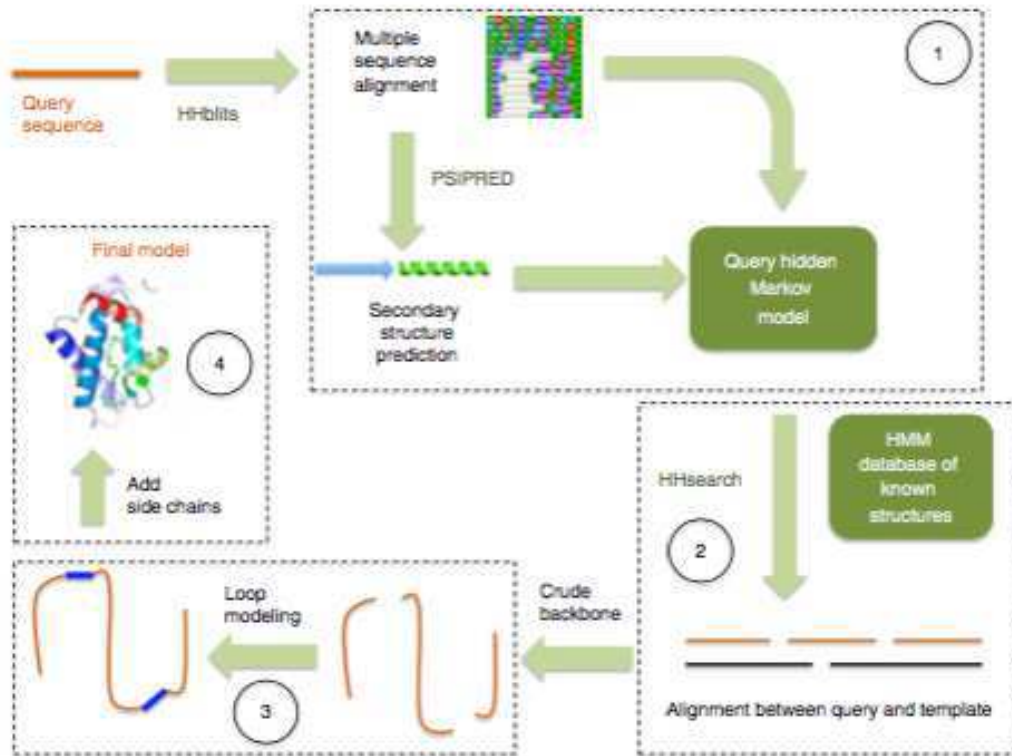 Query
sequence
HHblits
Multiple
sequence
alignment
1
PSIPRED
Secondary
structure
prediction
Query hidden
Markov
model
HHsearch
2
HMM
database of
known
structures
Alignment between query and template
Crude
backbone
Loop
modeling
3
Add
side chains
Final model
4